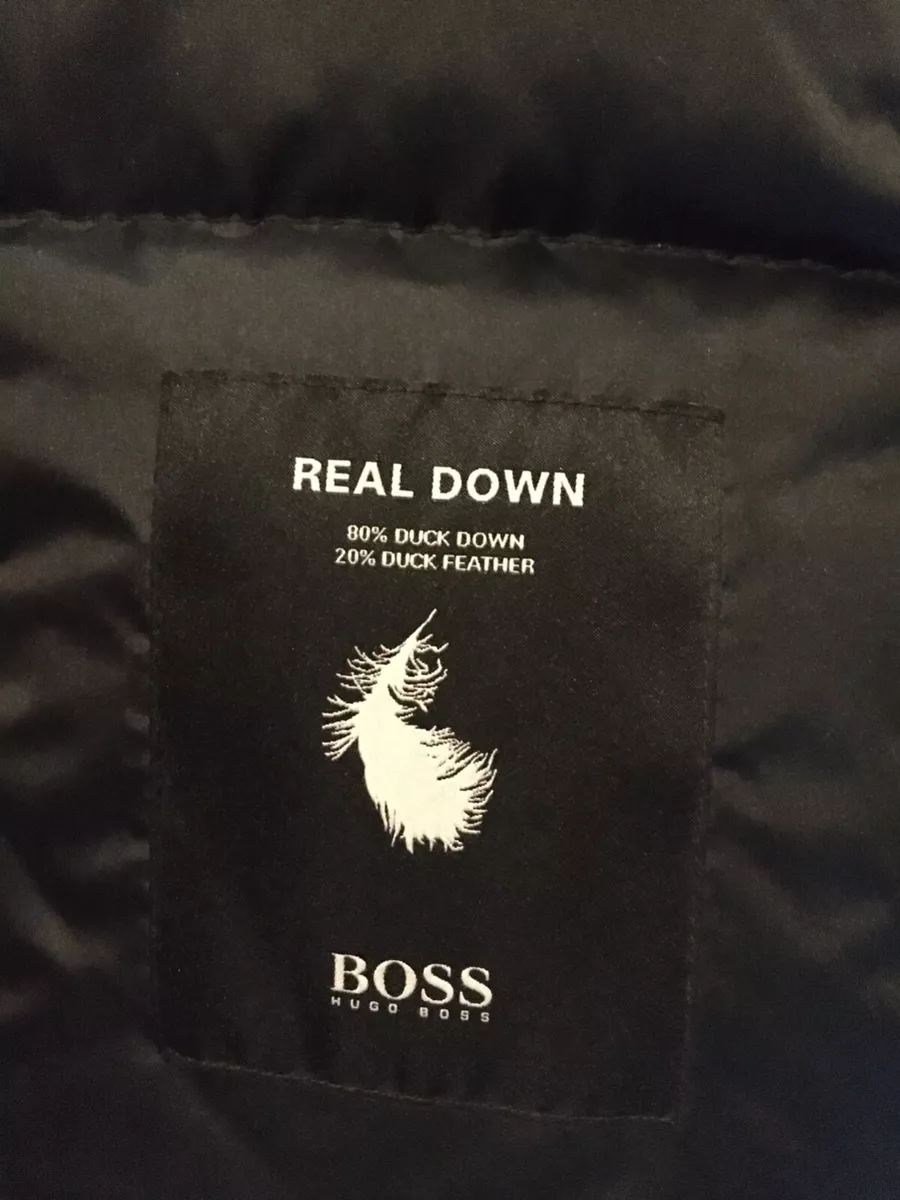 REAL DOWN
80% DUCK DOWN
20% DUCK FEATHER
BOSS
HUGO BOSS